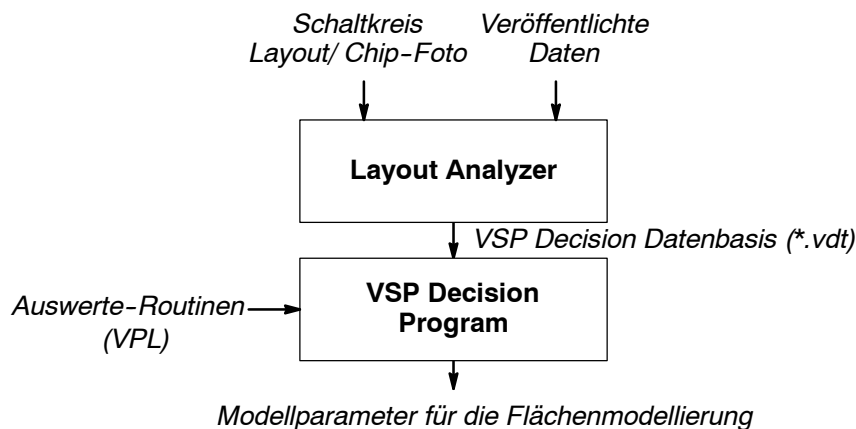 Schaltkreis
Layout/ Chip-Foto
Veröffentlichte
Daten
Layout Analyzer
VSP Decision Datenbasis (*.vdt)
Auswerte-Routinen
(VPL)
VSP Decision
Program
Modellparameter für die Flächenmodellierung